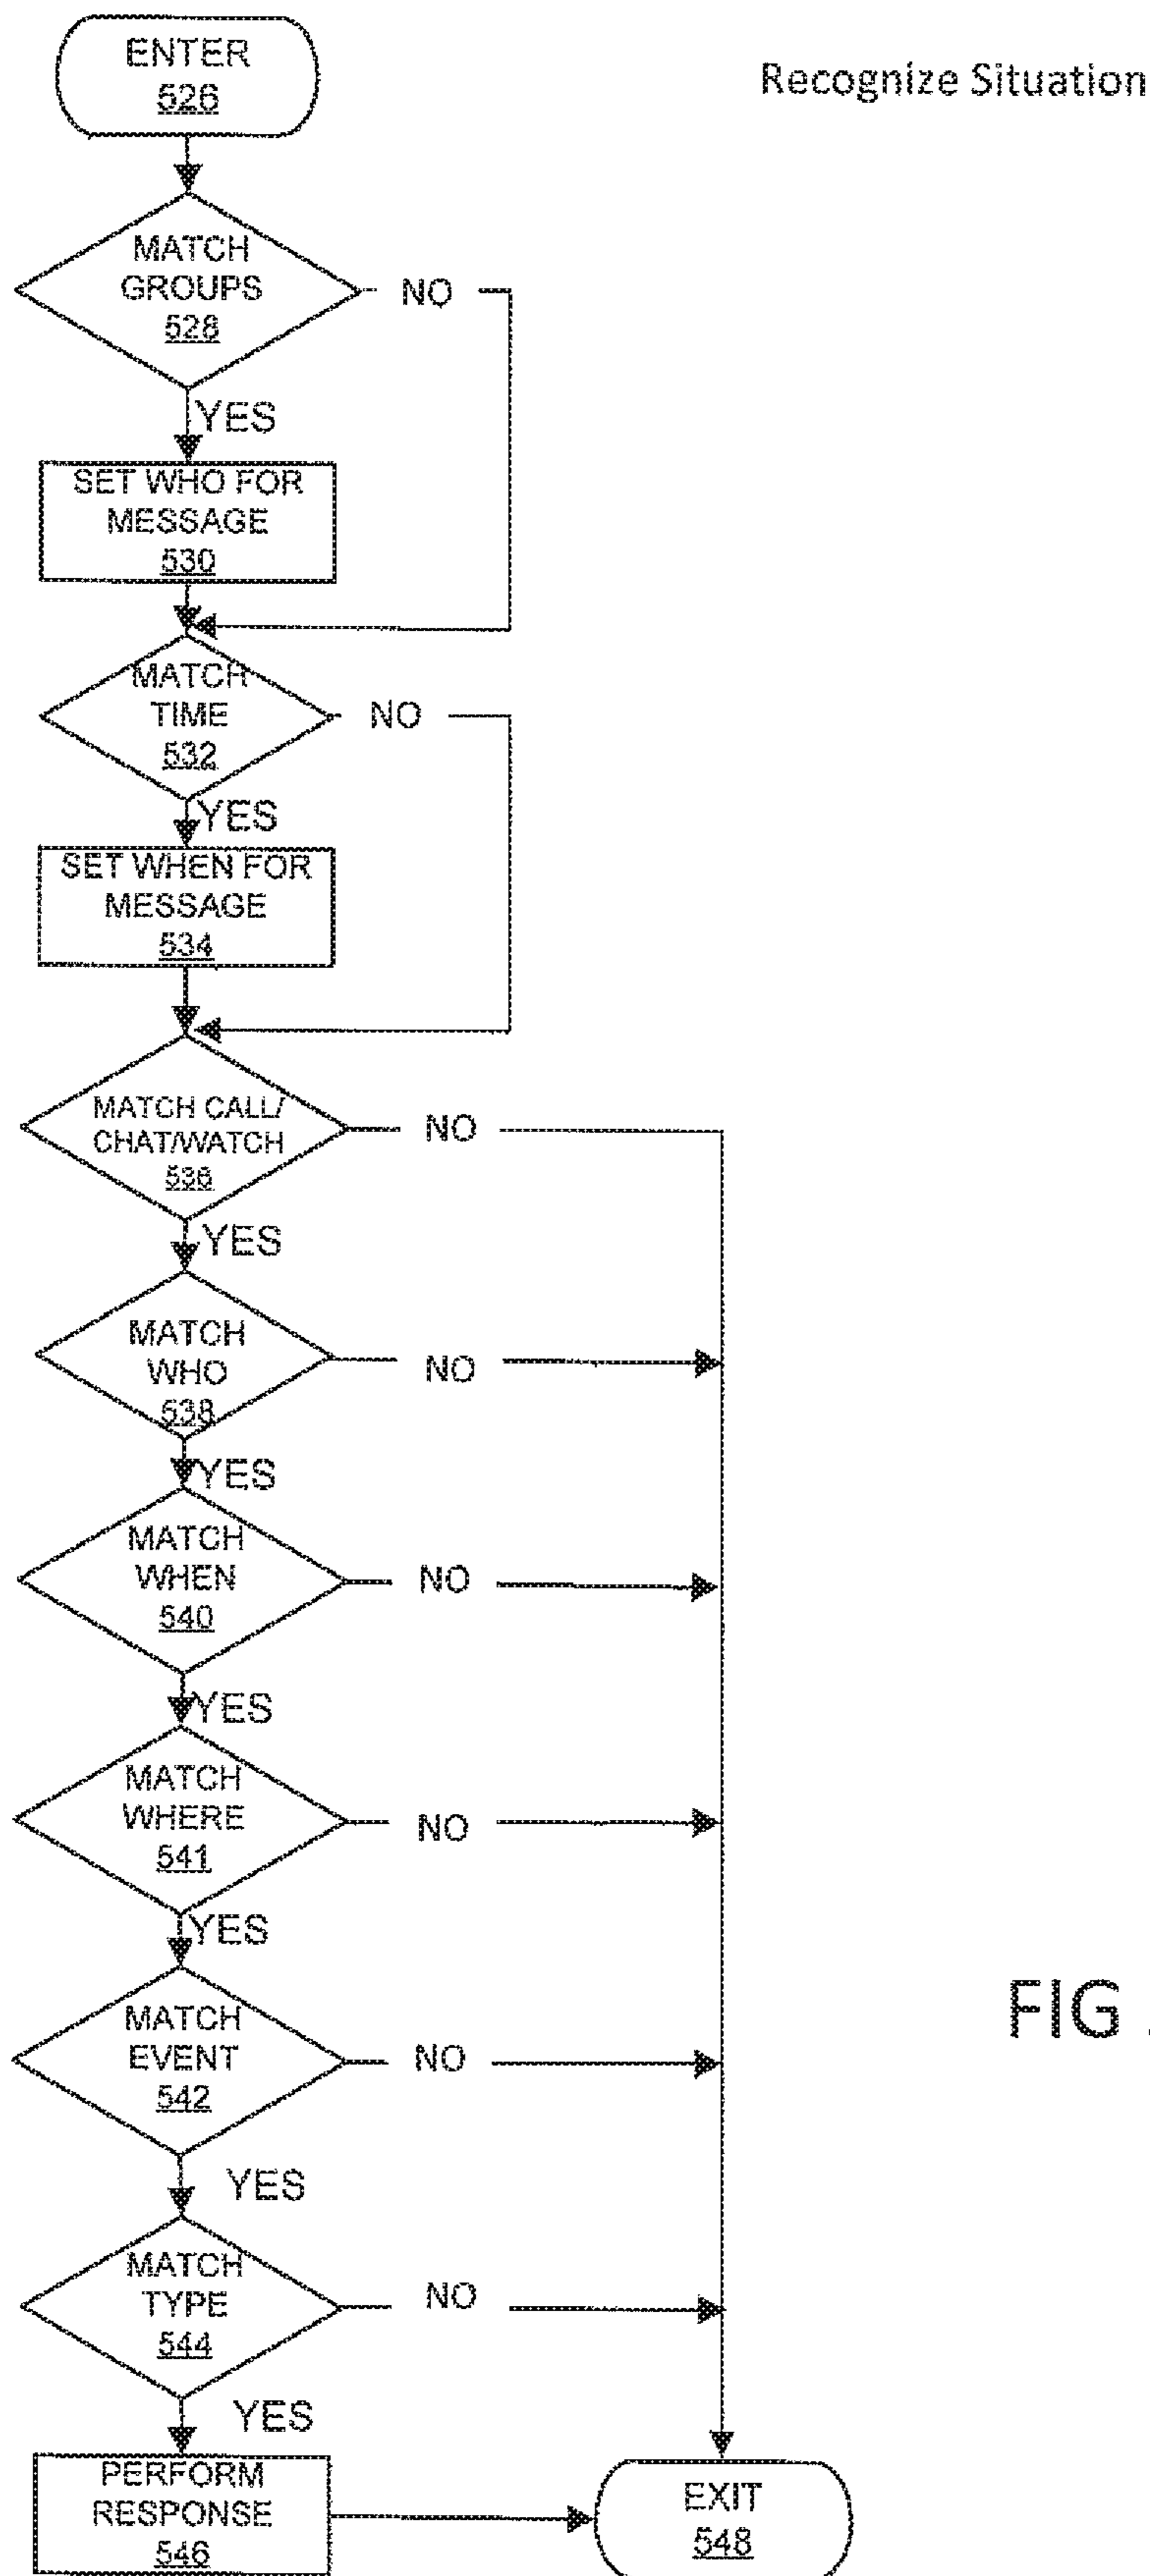 ENTER
526
Recognize Situation
MATCH
GROUPS
528
NO
YES
SET WHO FOR
MESSAGE
530
MATCH
TIME
532
NO
YES
SET WHEN FOR
MESSAGE
534
MATCH CALL/
CHAT/WATCH
536
NO
YES
MATCH
WHO
538
NO
YES
MATCH
WHEN
540
NO
YES
MATCH
WHERE
541
NO
YES
MATCH
EVENT
542
NO
FIG
YES
MATCH
TYPE
544
NO
YES
PERFORM
RESPONSE
546
EXIT
548